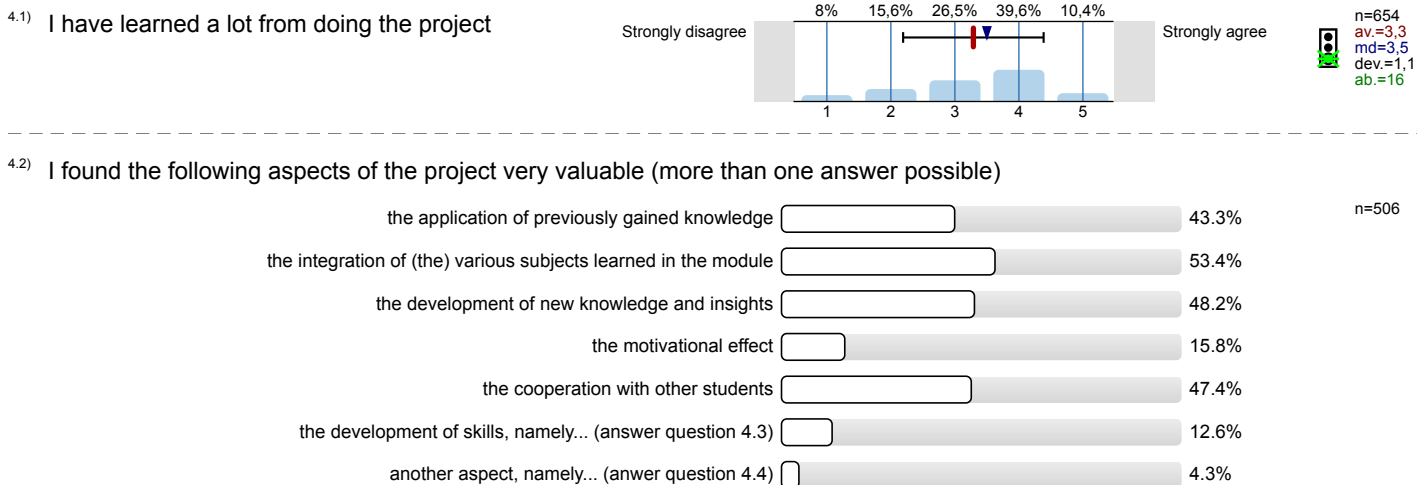 4.1) I have learned a lot from doing the project
8% 15,6% 26,5% 39,6% 10,4%
Strongly disagree
Strongly agree
1 2 3 4 5
n=654
av.=3,3
md=3,5
dev.=1,1
ab.=16
4.2) I found the following aspects of the project very valuable (more than one answer possible)
n=506
the application of previously gained knowledge 43.3%
the integration of (the) various subjects learned in the module 53.4%
the development of new knowledge and insights 48.2%
the motivational effect 15.8%
the cooperation with other students 47.4%
the development of skills, namely... (answer question 4.3) 12.6%
another aspect, namely... (anwer question 4.4) 4.3%